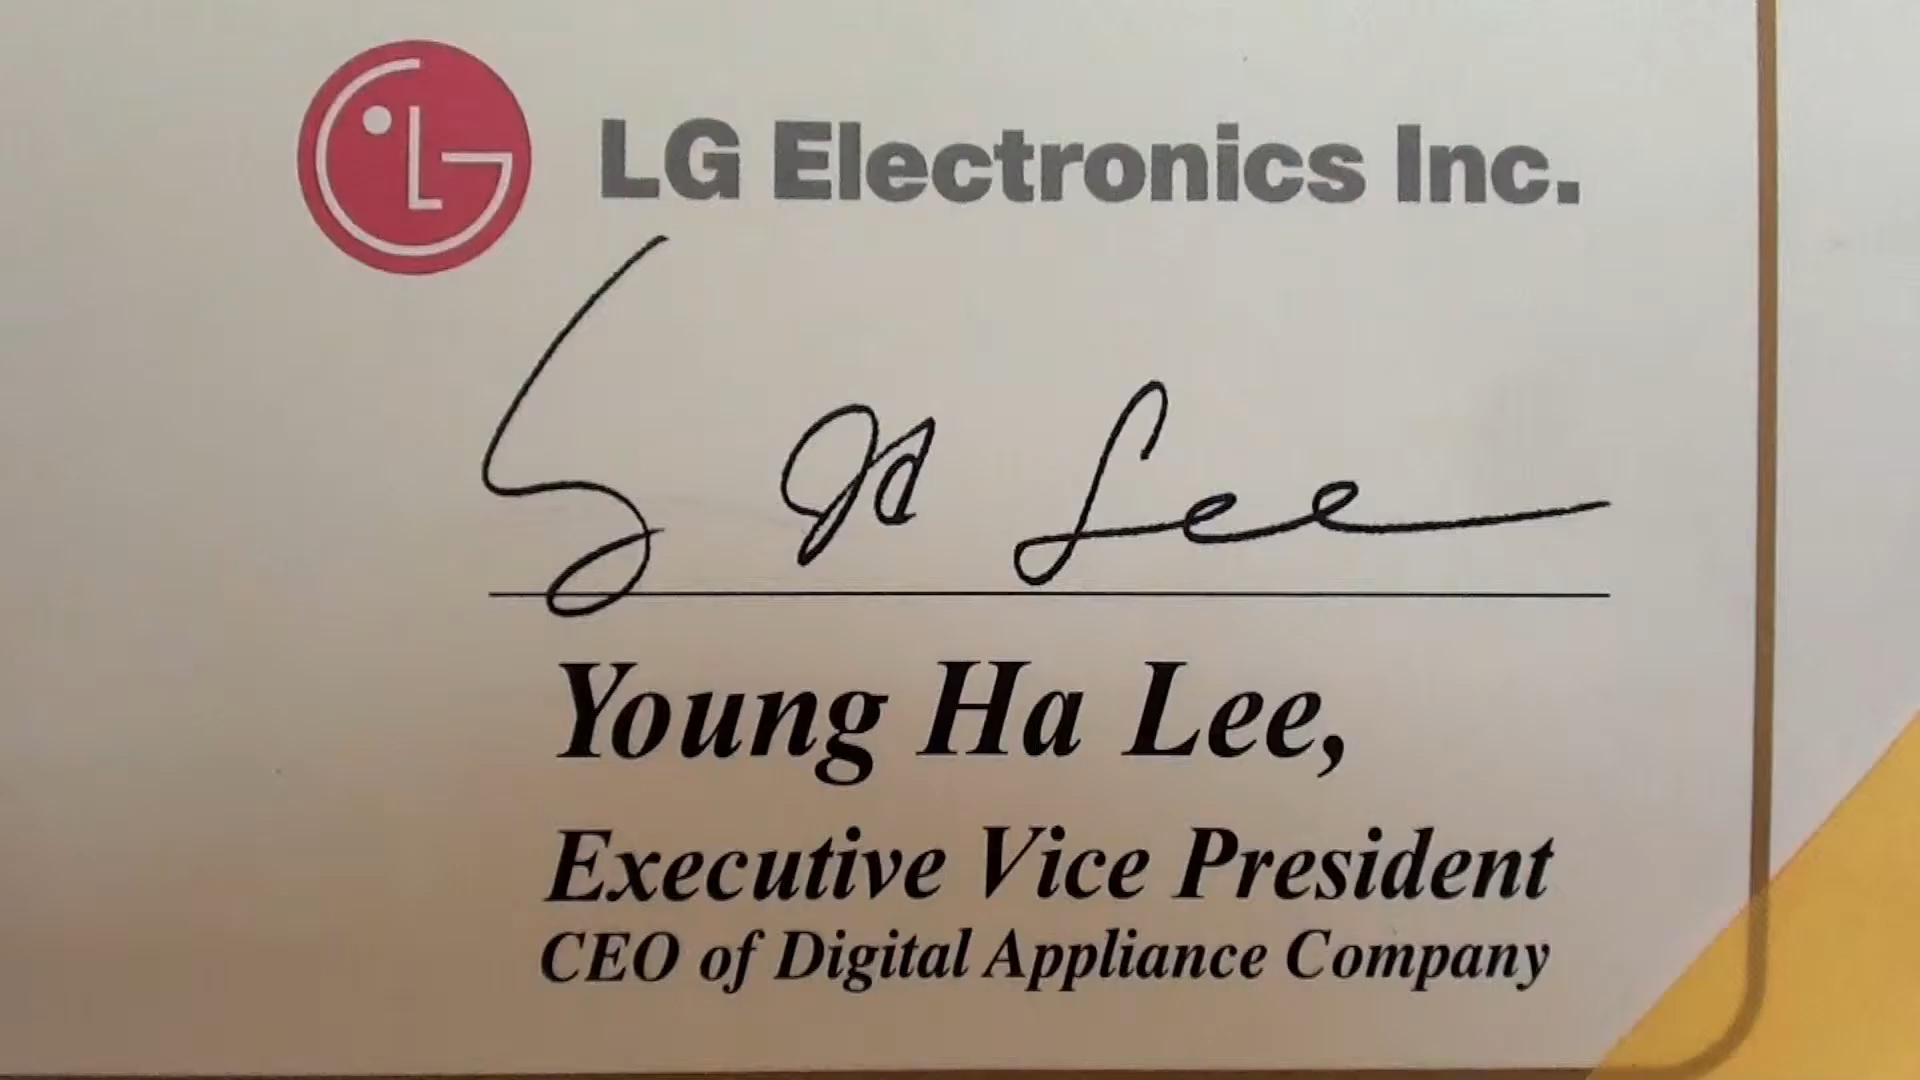 LG LG Electronics Inc.
Young Ha Lee,
Executive Vice President
CEO of Digital Appliance Company